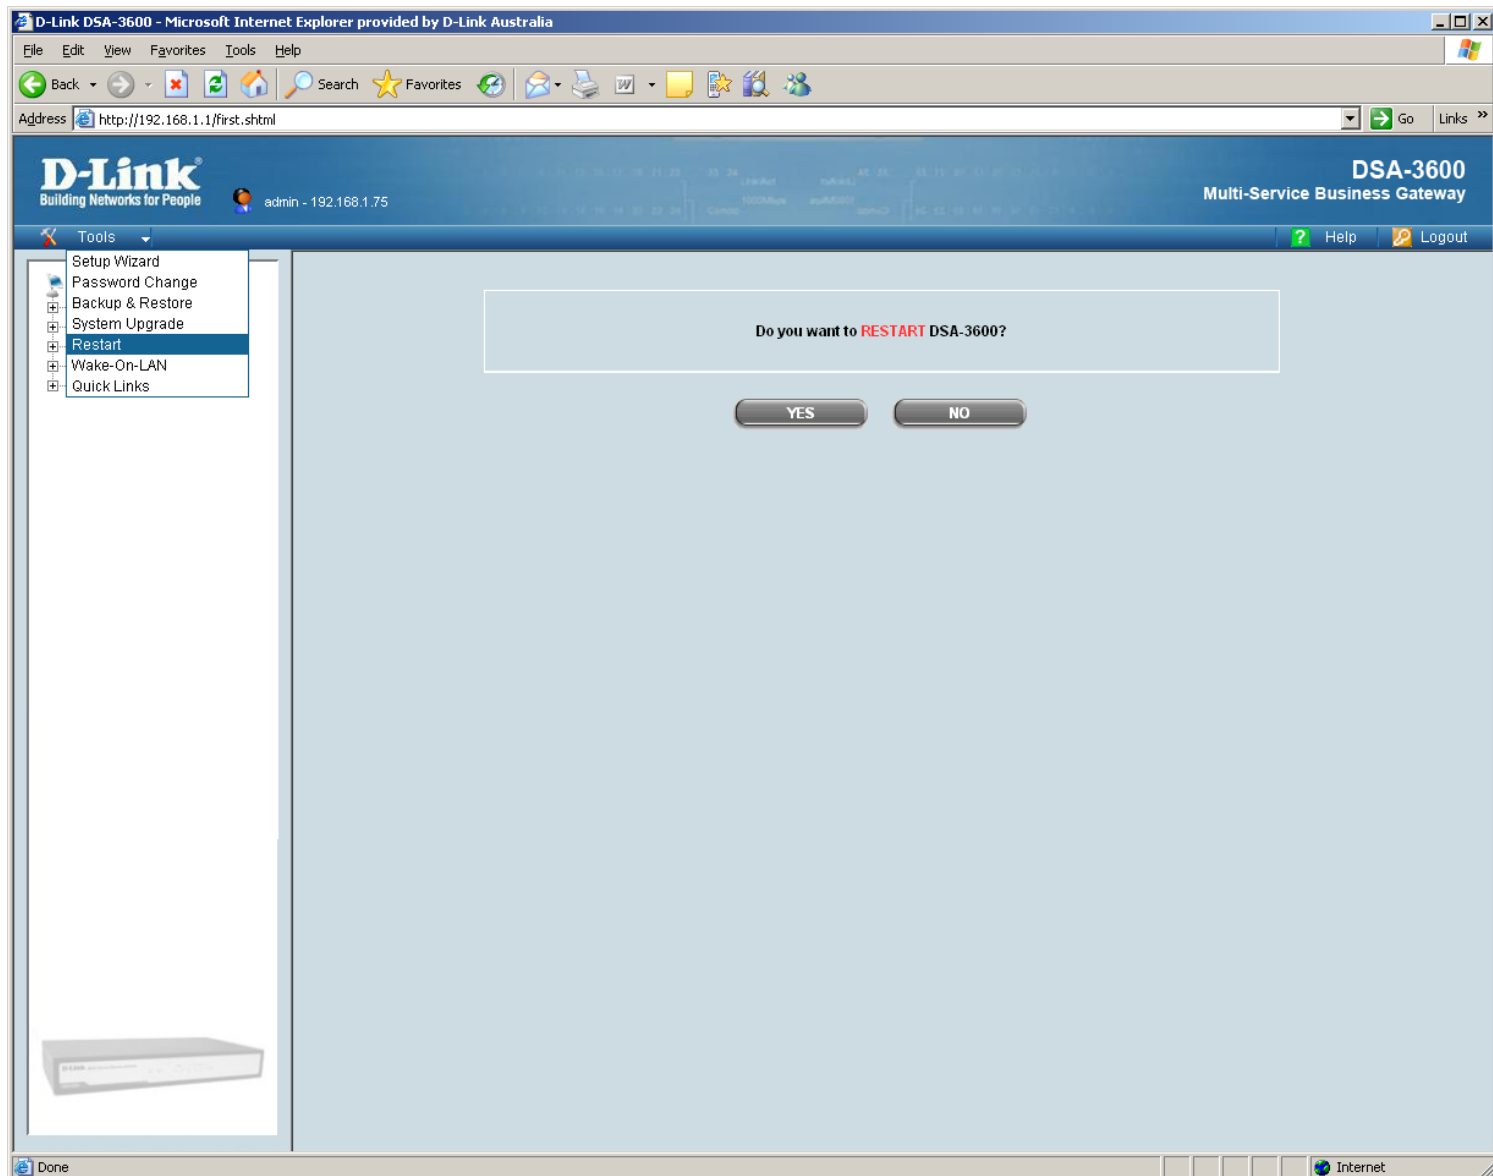 D-Link DSA-3600 - Microsoft Internet Explorer provided by D-Link Australia
File Edit View Favorites Tools Help
Back Search Favorites
Address http://192.168.1.1/first.shtml Go Links »
D-Link®
Building Networks for People
admin - 192.168.1.75
DSA-3600
Multi-Service Business Gateway
Tools Help Logout
Setup Wizard
Password Change
Backup & Restore
System Upgrade
Restart
Wake-On-LAN
Quick Links
Do you want to RESTART DSA-3600?
YES NO
Done Internet